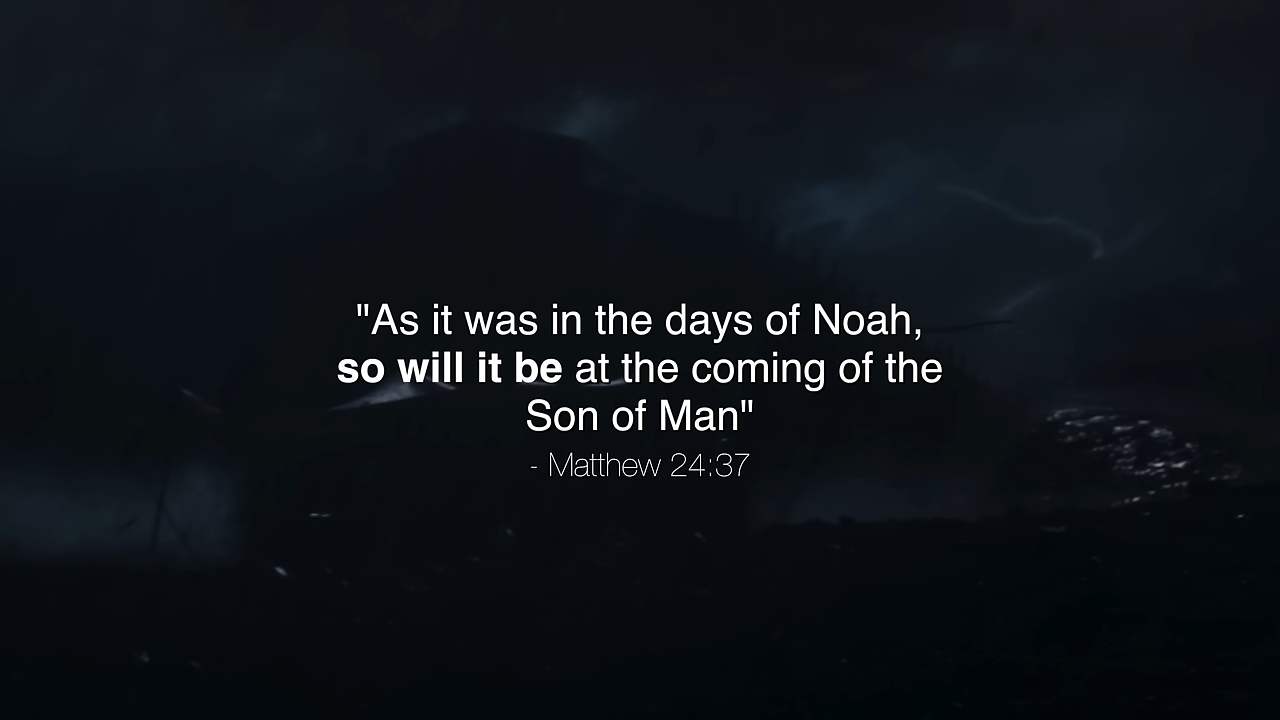 "As it was in the days of Noah,
so will it be at the coming of the
Son of Man"
- Matthew 24:37